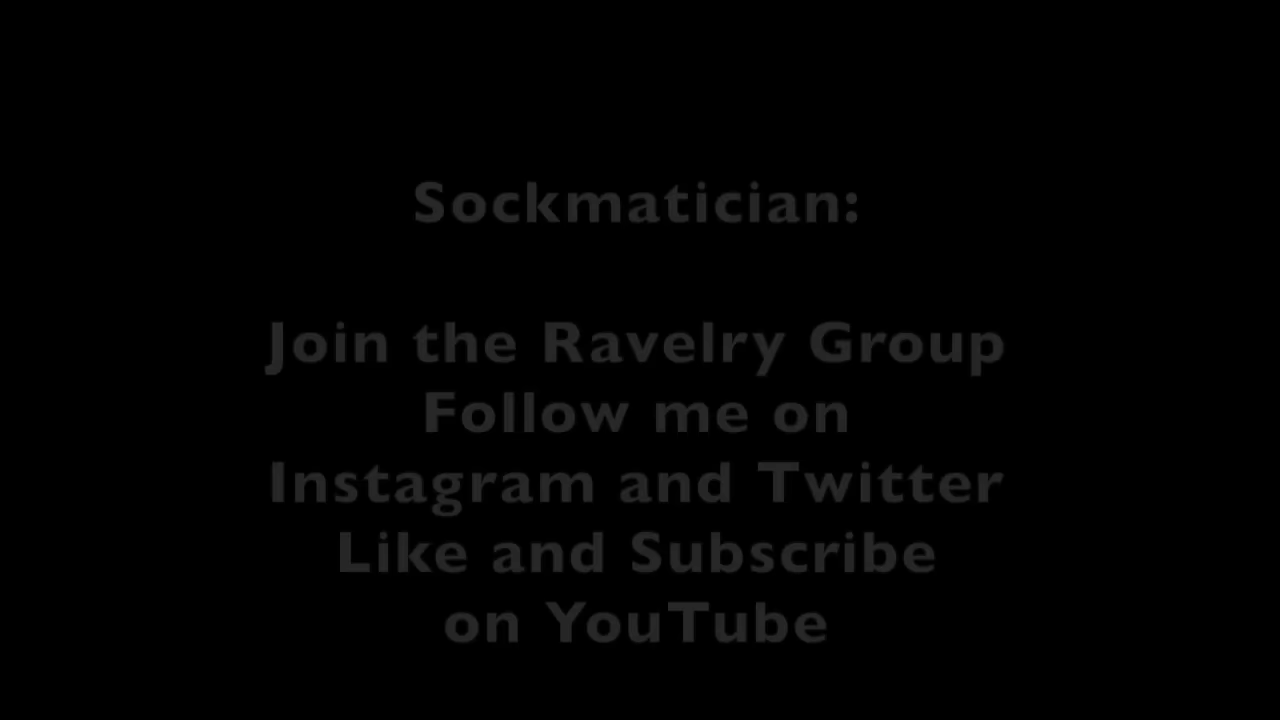 Sockmatician:
Join the Ravelry Group
Follow me on
Instagram and Twitter
Like and Subscribe
on YouTube